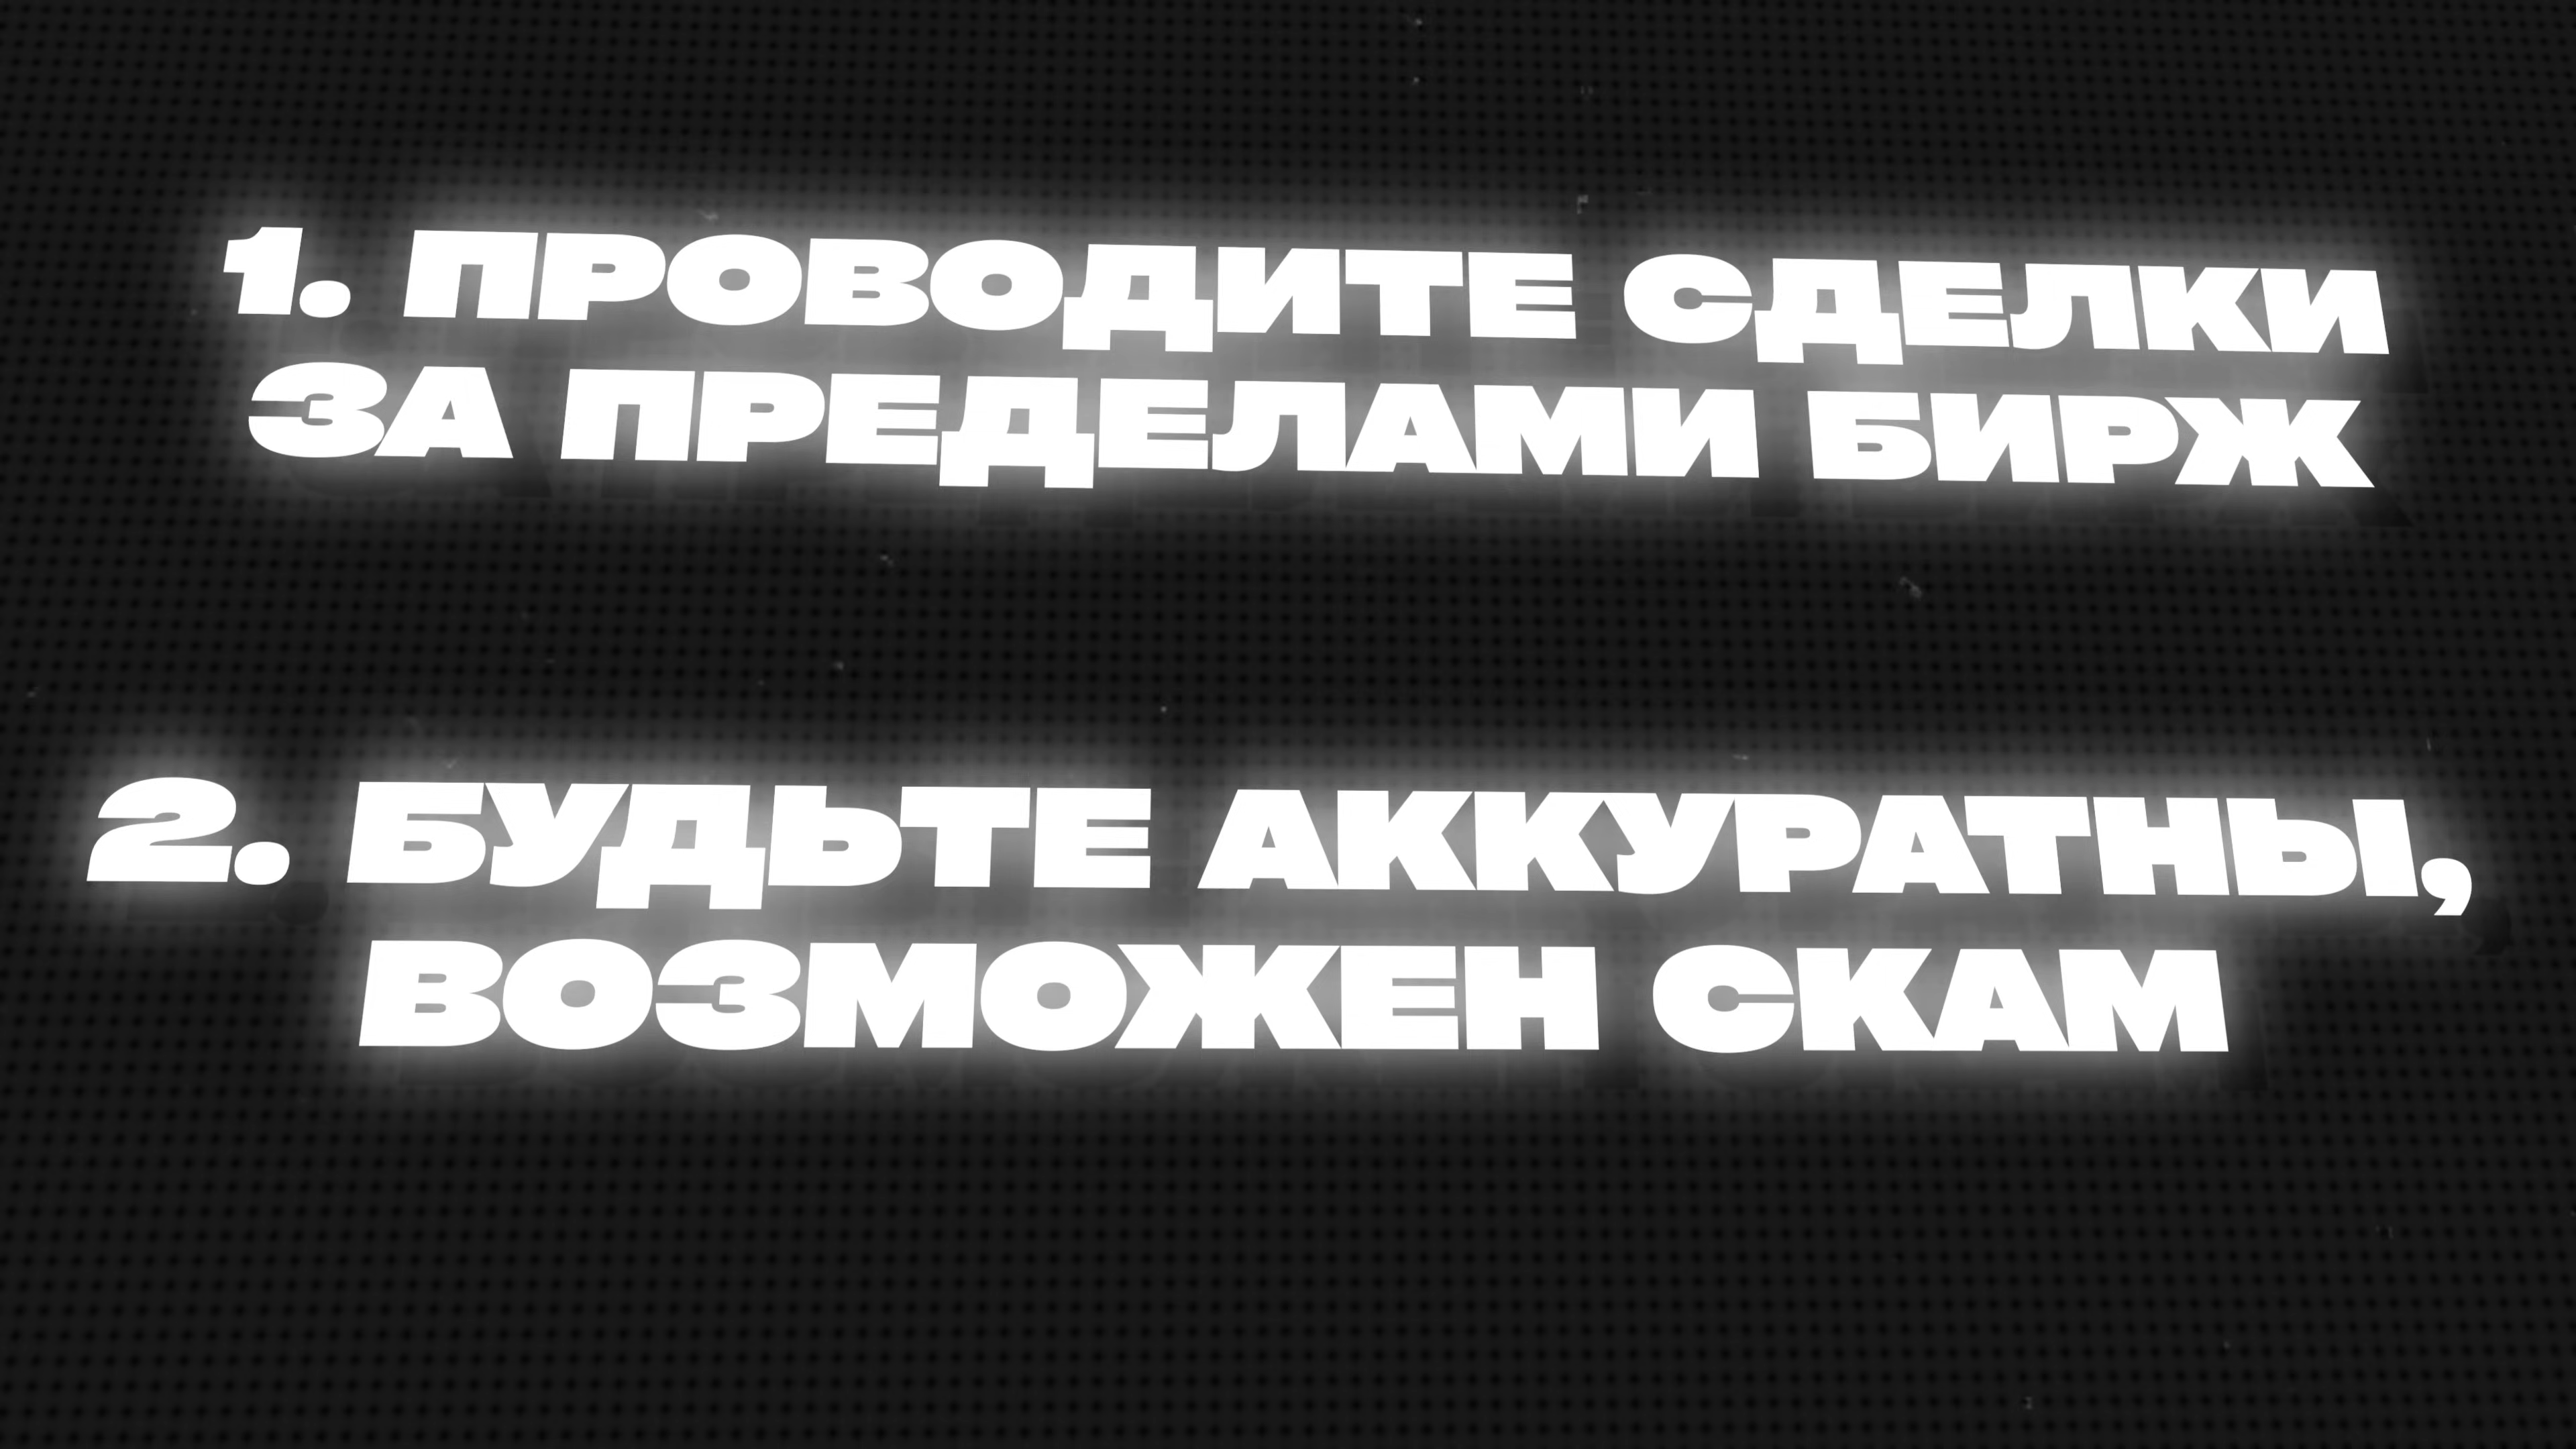 1. ПРОВОДИТЕ СДЕЛКИ
ЗА ПРЕДЕЛАМИ БИРЖ
2. БУДЬТЕ АККУРАТНЫ,
ВОЗМОЖЕН СКАМ